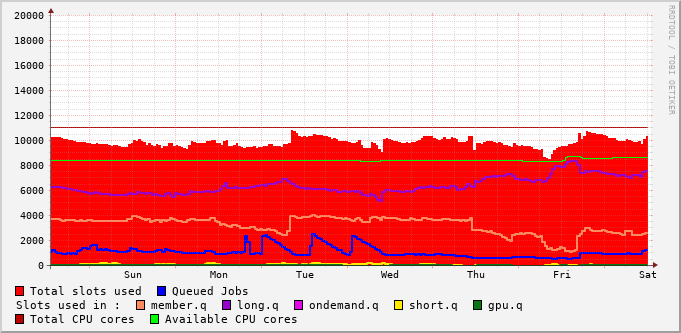 20000
18000
16000
14000
12000
10000
8000
6000
4000
2000
0
Sun Mon Tue Wed Thu Fri Sat
Total slots used Queued Jobs
Slots used in : member.q long.q ondemand.q short.q gpu.q
Total CPU cores Available CPU cores
RRDTOOL / TOBI OETIKER